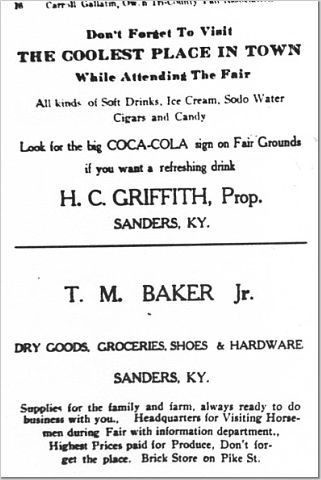 16 Carroll Gallatin, Owen Tri-County Fair Association
Don't Forget To Visit
THE COOLEST PLACE IN TOWN
While Attending The Fair
All kinds of Soft Drinks, Ice Cream, Sodo Water
Cigars and Candy
Look for the big COCA-COLA sign on Fair Grounds
if you want a refreshing drink
H. C. GRIFFITH, Prop.
SANDERS, KY.
T. M. BAKER Jr.
DRY GOODS, GROCERIES, SHOES & HARDWARE
SANDERS, KY.
Supplies for the family and farm, always ready to do
business with you., Headquarters for Visiting Horse-
men during Fair with information department.,
Highest Prices paid for Produce, Don't for-
get the place. Brick Store on Pike St.